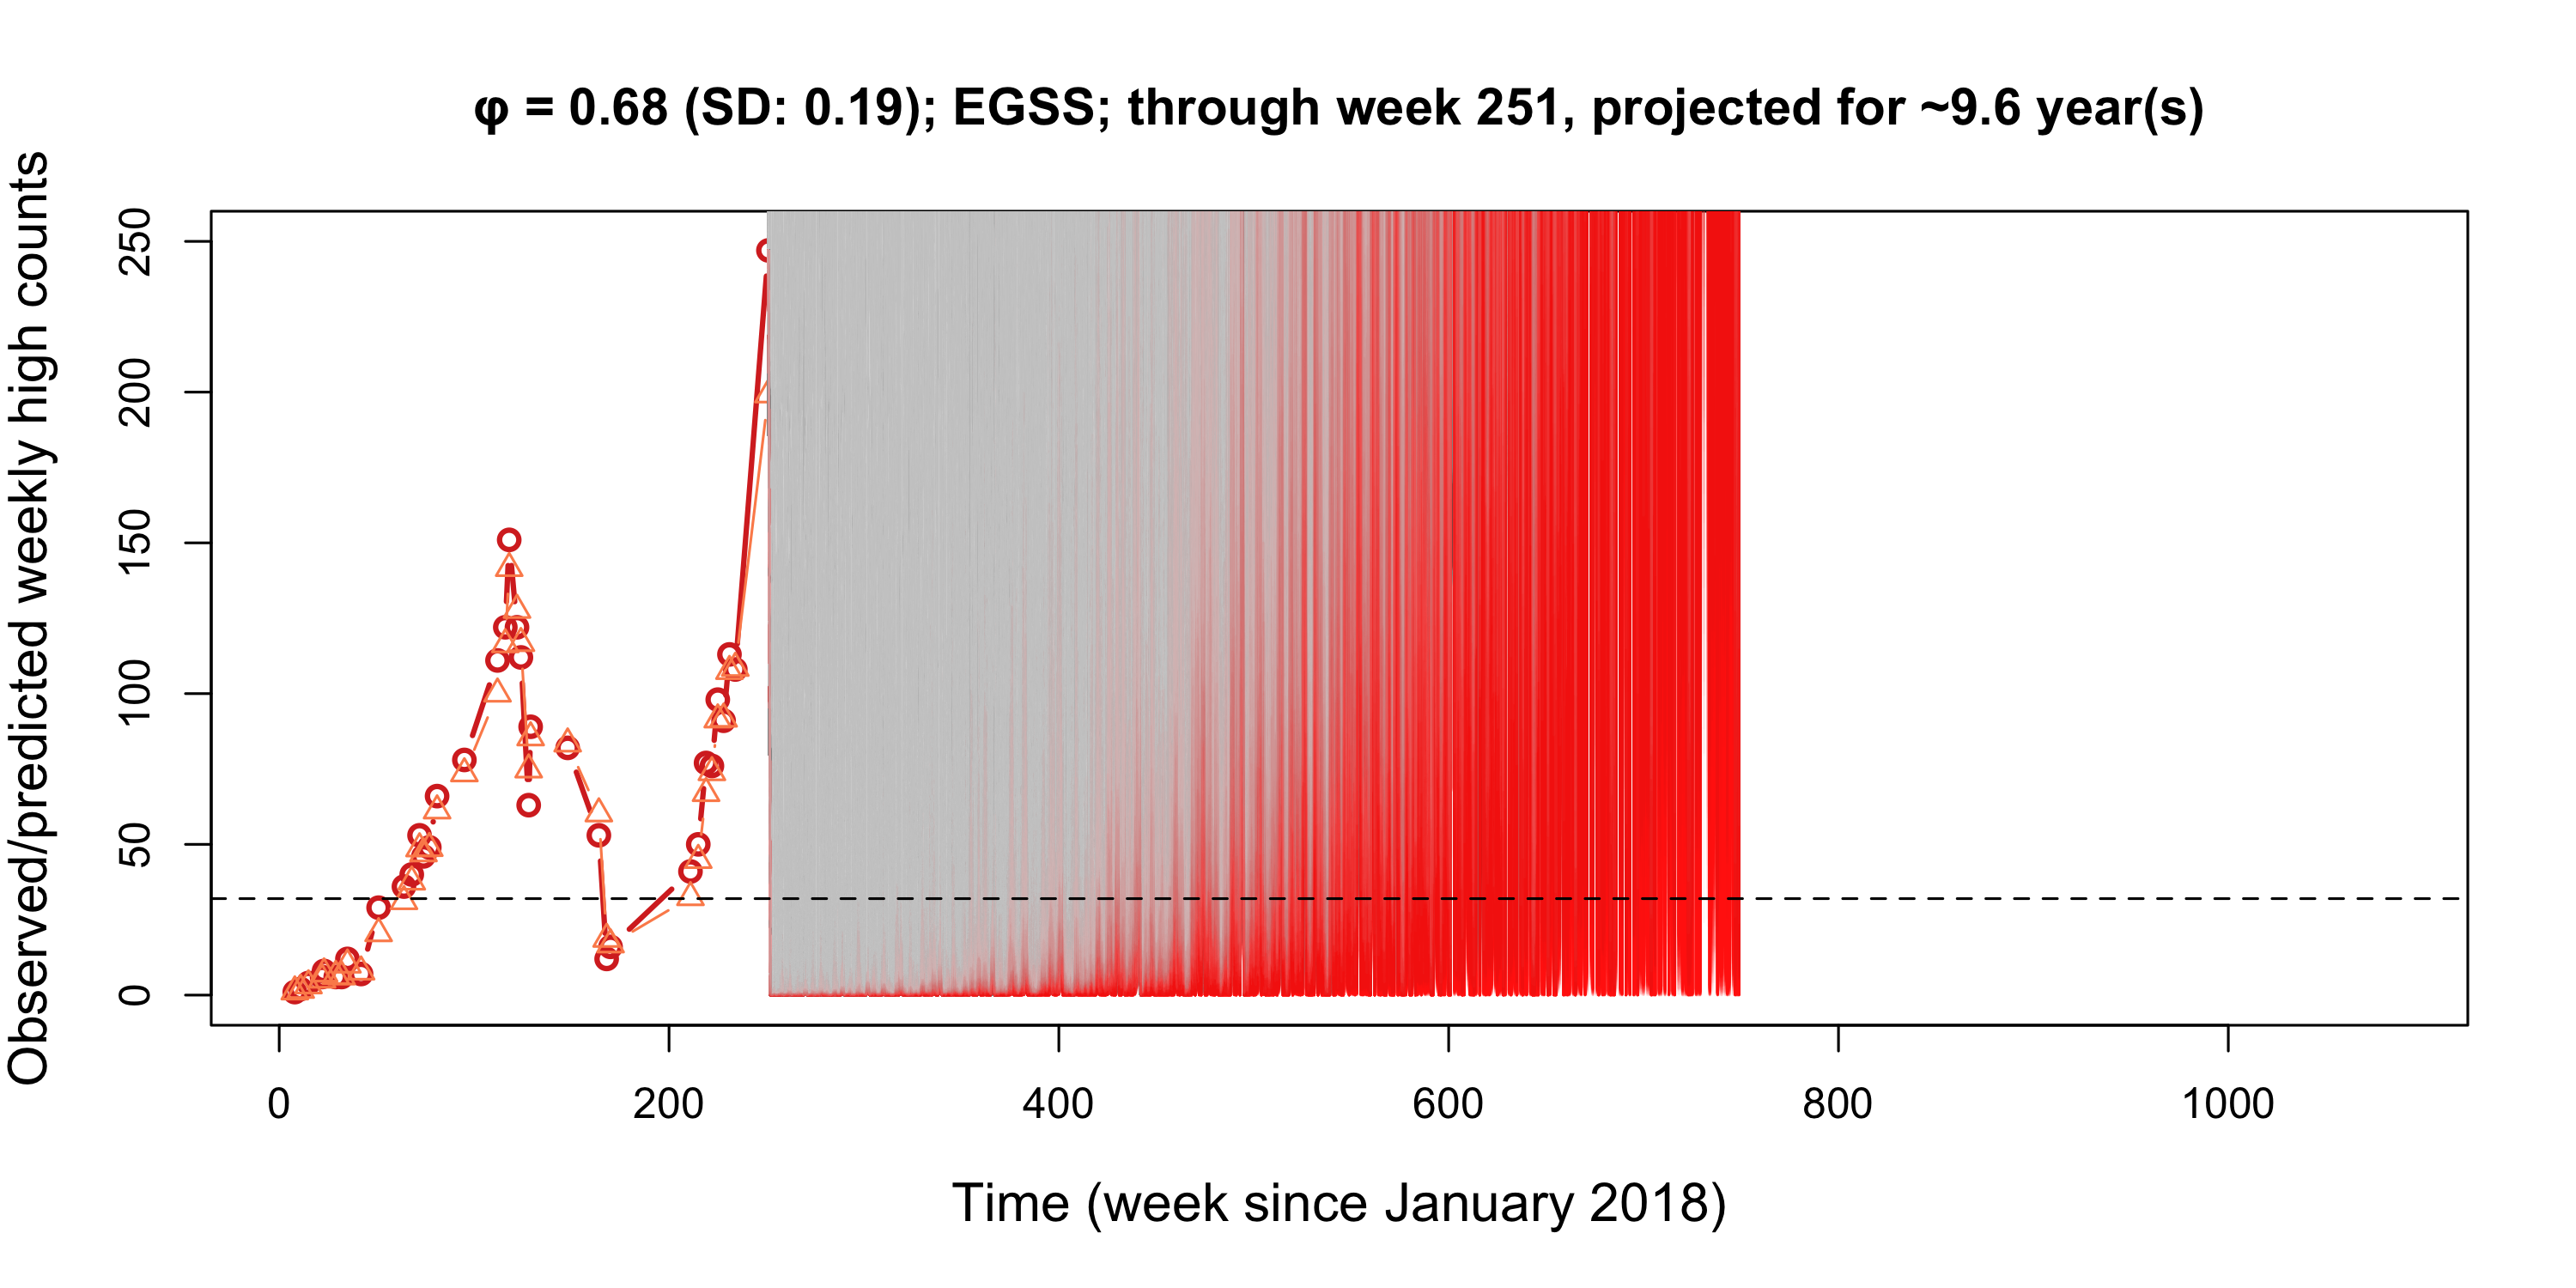 φ = 0.68 (SD: 0.19); EGSS; through week 251, projected for ~9.6 year(s)
Observed/predicted weekly high counts
250
200
150
100
50
0
0 200 400 600 800 1000
Time (week since January 2018)